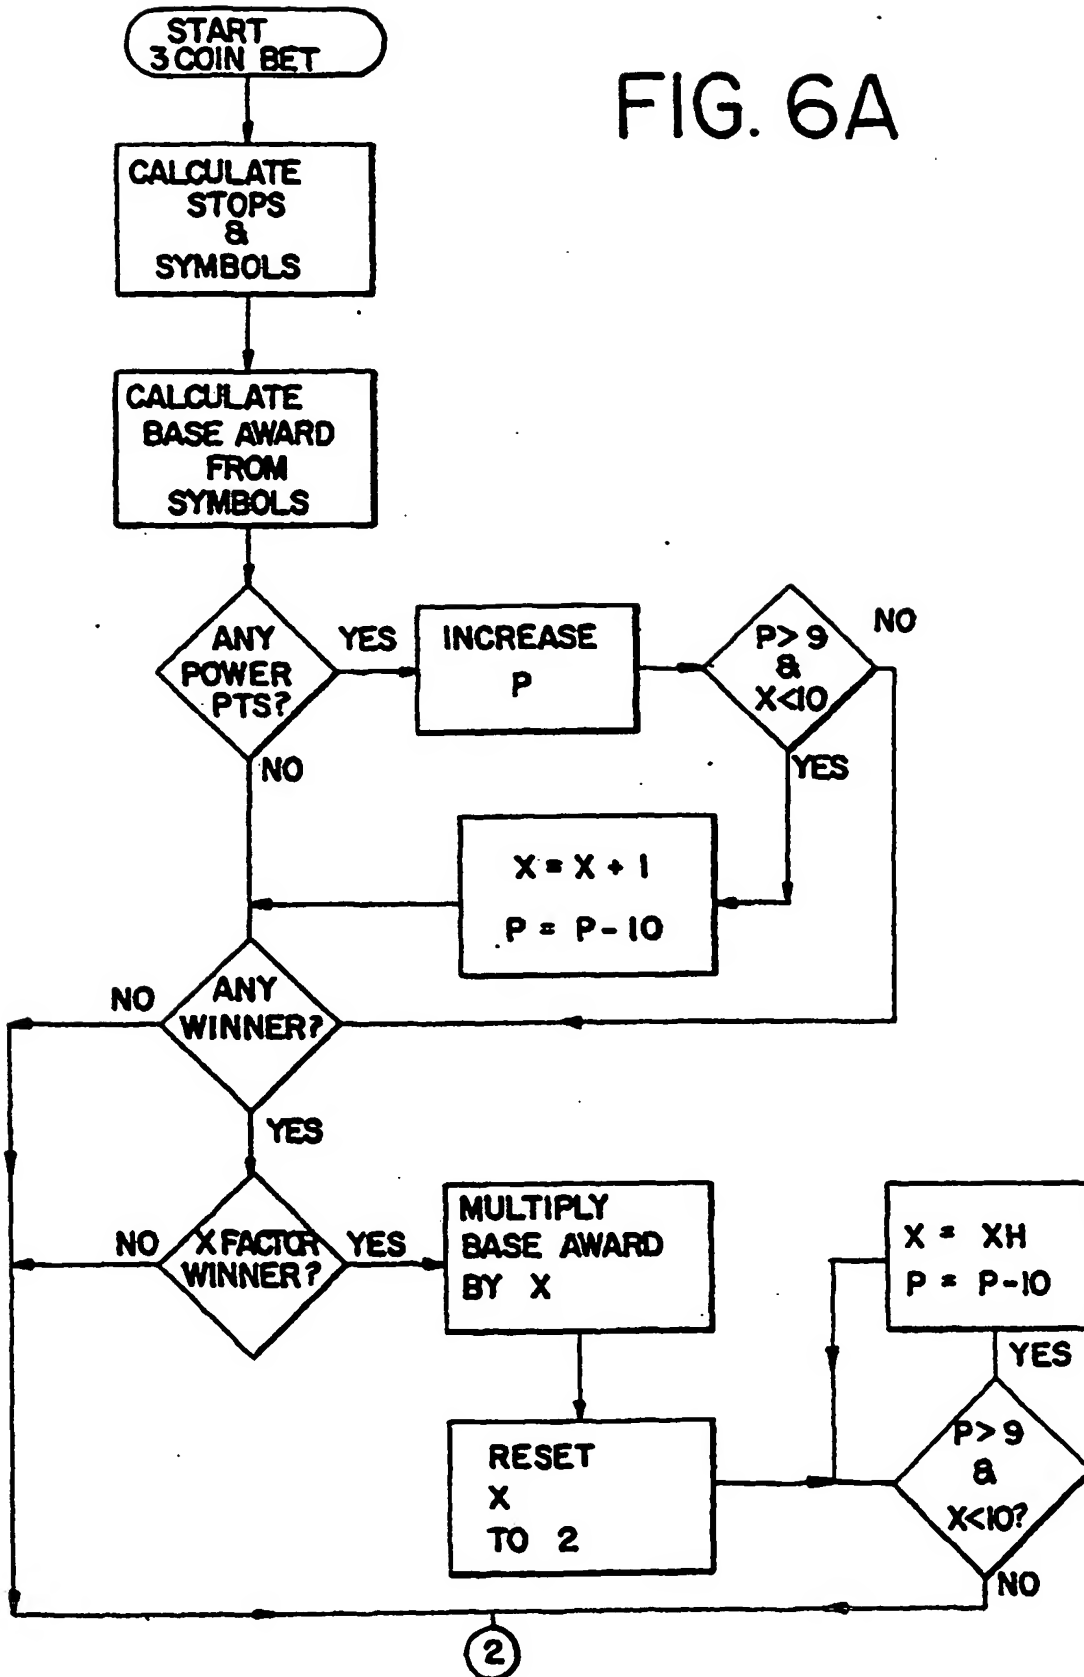 START
3 COIN BET
FIG. 6A
CALCULATE
STOPS
&
SYMBOLS
CALCULATE
BASE AWARD
FROM
SYMBOLS
ANY
POWER
PTS?
YES
INCREASE
P
P>9
&
X<10
NO
NO
YES
X = X + 1
P = P-10
ANY
WINNER?
NO
YES
X FACTOR
WINNER?
NO
YES
MULTIPLY
BASE AWARD
BY X
X = XH
P = P-10
YES
RESET
X
TO 2
P>9
&
X<10?
NO
2